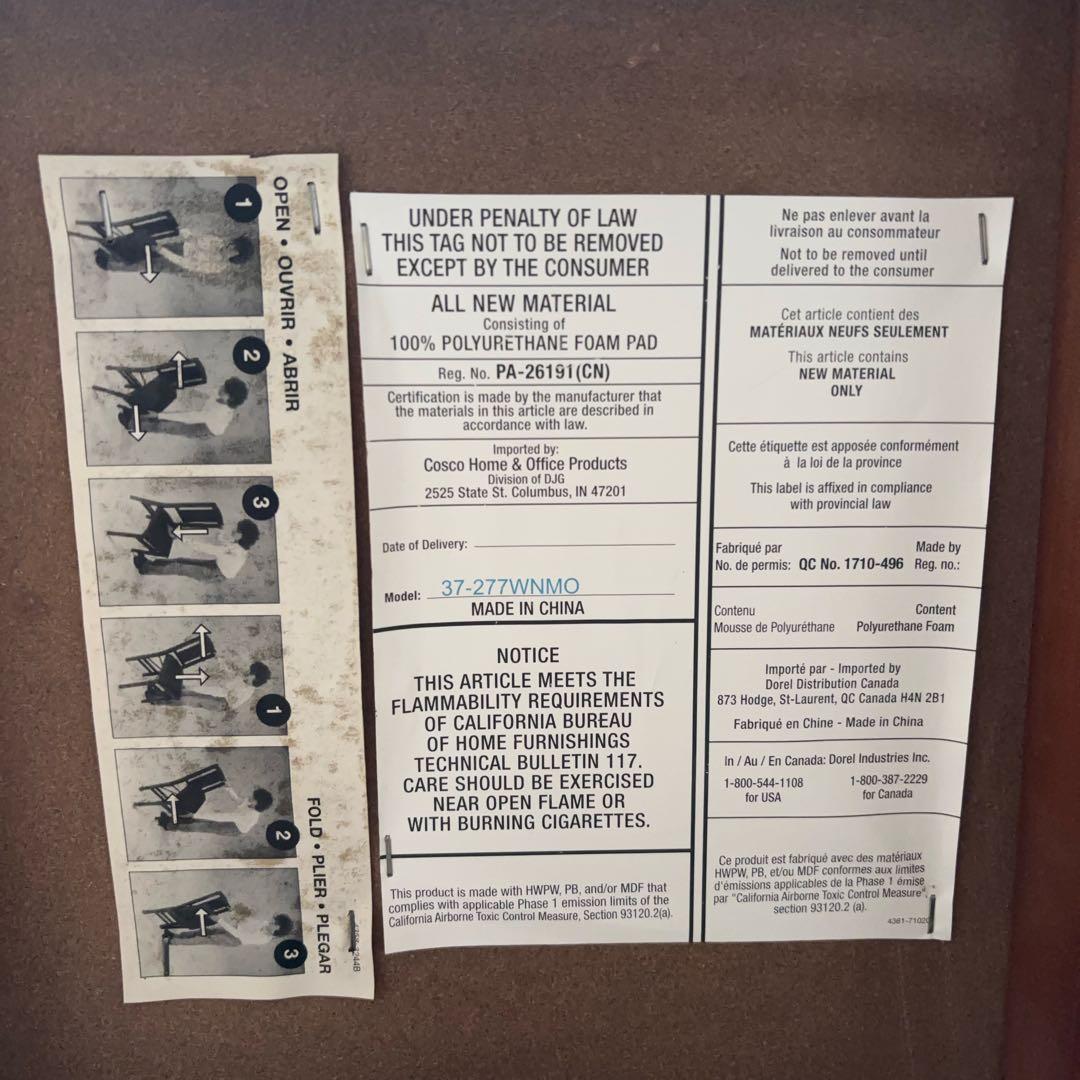 OPEN • OUVRIR • ABRIR
1
2
3
FOLD • PLIER • PLEGAR
1
2
3
UNDER PENALTY OF LAW
THIS TAG NOT TO BE REMOVED
EXCEPT BY THE CONSUMER
ALL NEW MATERIAL
Consisting of
100% POLYURETHANE FOAM PAD
Reg. No. PA-26191(CN)
Certification is made by the manufacturer that
the materials in this article are described in
accordance with law.
Imported by:
Cosco Home & Office Products
Division of DJG
2525 State St. Columbus, IN 47201
Date of Delivery:
Model: 37-277WNMO
MADE IN CHINA
NOTICE
THIS ARTICLE MEETS THE
FLAMMABILITY REQUIREMENTS
OF CALIFORNIA BUREAU
OF HOME FURNISHINGS
TECHNICAL BULLETIN 117.
CARE SHOULD BE EXERCISED
NEAR OPEN FLAME OR
WITH BURNING CIGARETTES.
This product is made with HWPW, PB, and/or MDF that
complies with applicable Phase 1 emission limits of the
California Airborne Toxic Control Measure, Section 93120.2(a).
Ne pas enlever avant la
livraison au consommateur
Not to be removed until
delivered to the consumer
Cet article contient des
MATÉRIAUX NEUFS SEULEMENT
This article contains
NEW MATERIAL
ONLY
Cette étiquette est apposée conformément
à la loi de la province
This label is affixed in compliance
with provincial law
Fabriqué par Made by
No. de permis: QC No. 1710-496 Reg. no.:
Contenu Content
Mousse de Polyuréthane Polyurethane Foam
Importé par - Imported by
Dorel Distribution Canada
873 Hodge, St-Laurent, QC Canada H4N 2B1
Fabriqué en Chine - Made in China
In / Au / En Canada: Dorel Industries Inc.
1-800-544-1108 1-800-387-2229
for USA for Canada
Ce produit est fabriqué avec des matériaux
HWPW, PB, et/ou MDF conformes aux limites
d'émissions applicables de la Phase 1 émise
par "California Airborne Toxic Control Measure",
section 93120.2 (a).